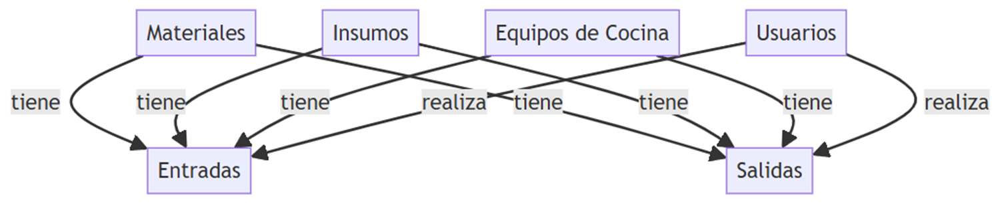 Materiales
Insumos
Equipos de Cocina
Usuarios
tiene
tiene
tiene
realiza
tiene
tiene
tiene
realiza
Entradas
Salidas